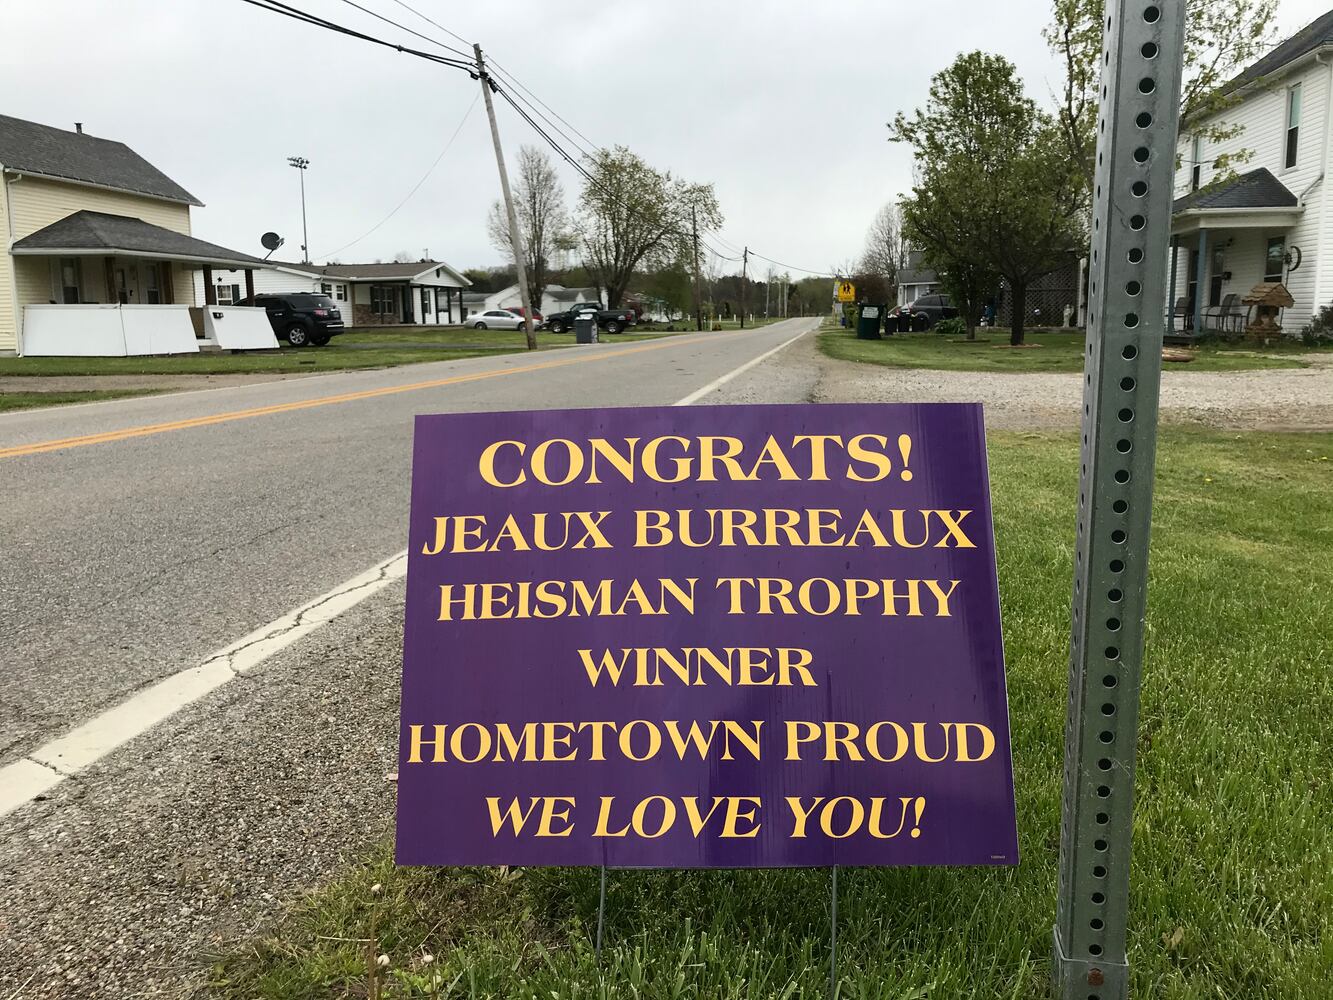 CONGRATS!
JEAUX BURREAUX
HEISMAN TROPHY
WINNER
HOMETOWN PROUD
WE LOVE YOU!